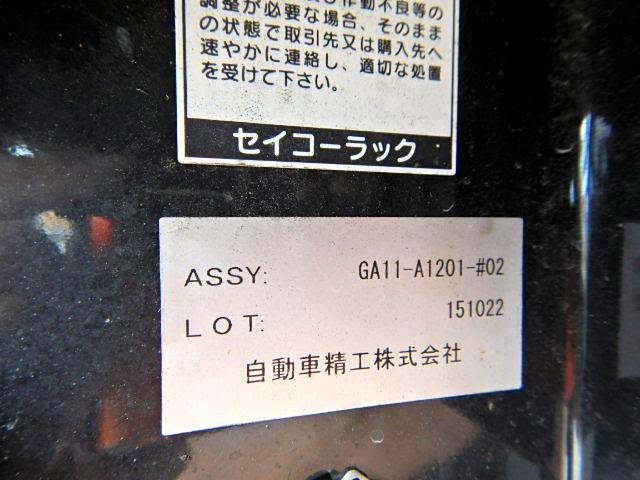 調整が必要な場合、そのまま
の状態で取引先又は購入先へ
速やかに連絡し、適切な処置
を受けて下さい。
セイコーラック
ASSY: GA11-A1201-#02
LOT: 151022
自動車精工株式会社